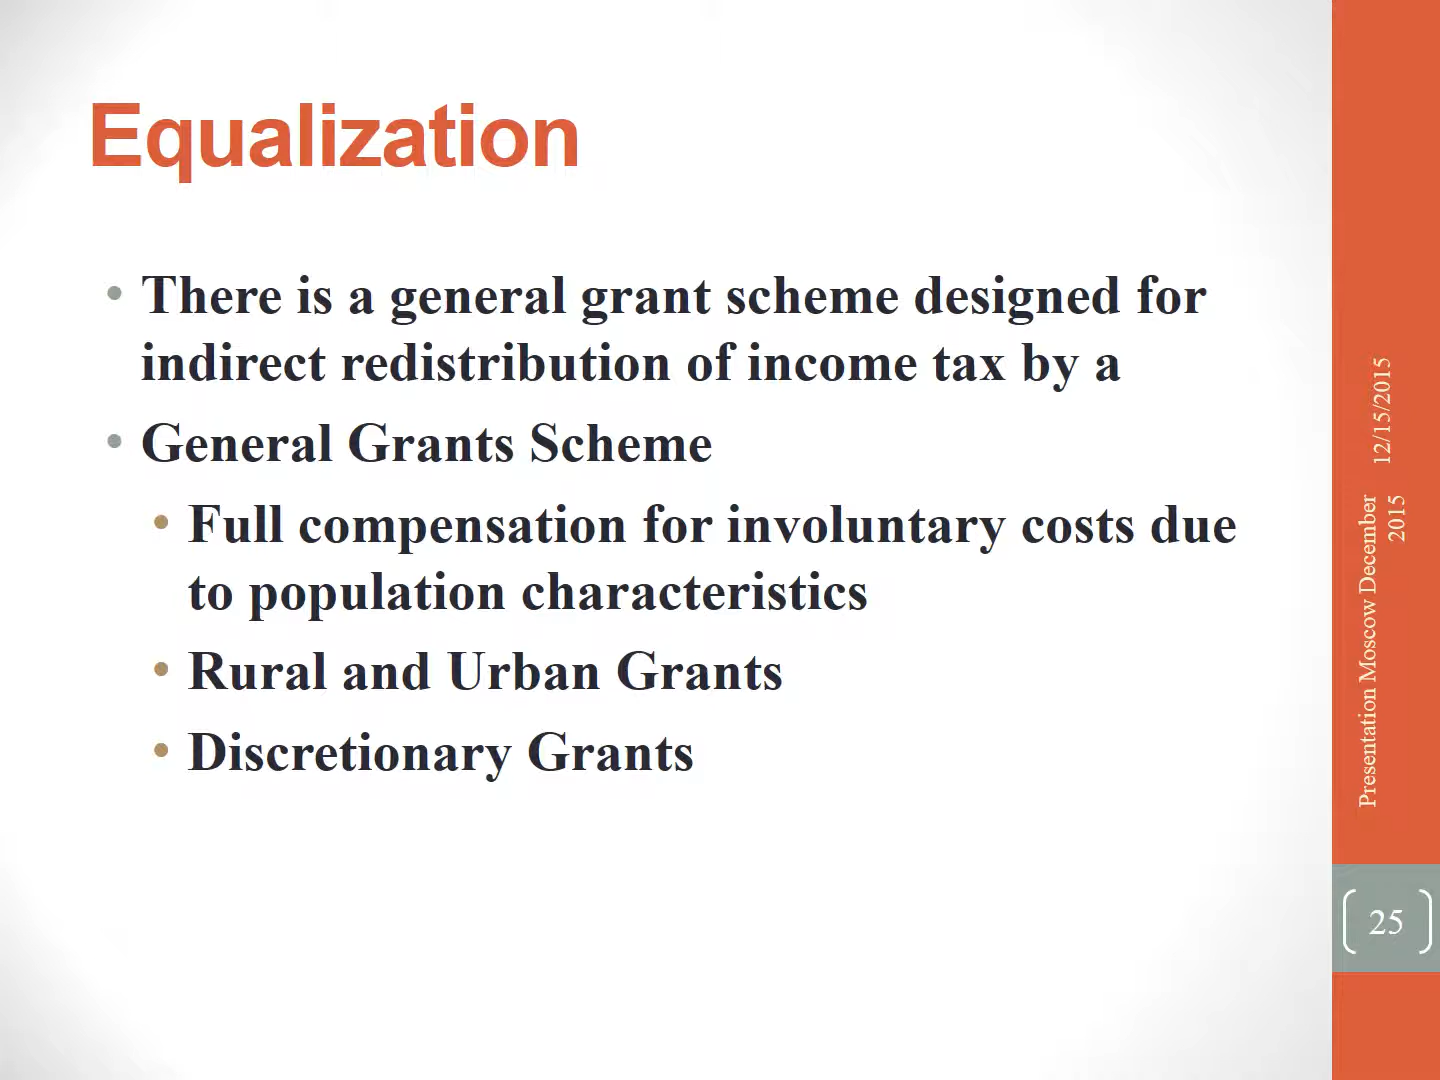 Equalization
• There is a general grant scheme designed for
indirect redistribution of income tax by a
• General Grants Scheme
• Full compensation for involuntary costs due
to population characteristics
• Rural and Urban Grants
• Discretionary Grants
12/15/2015
Presentation Moscow December
2015
25